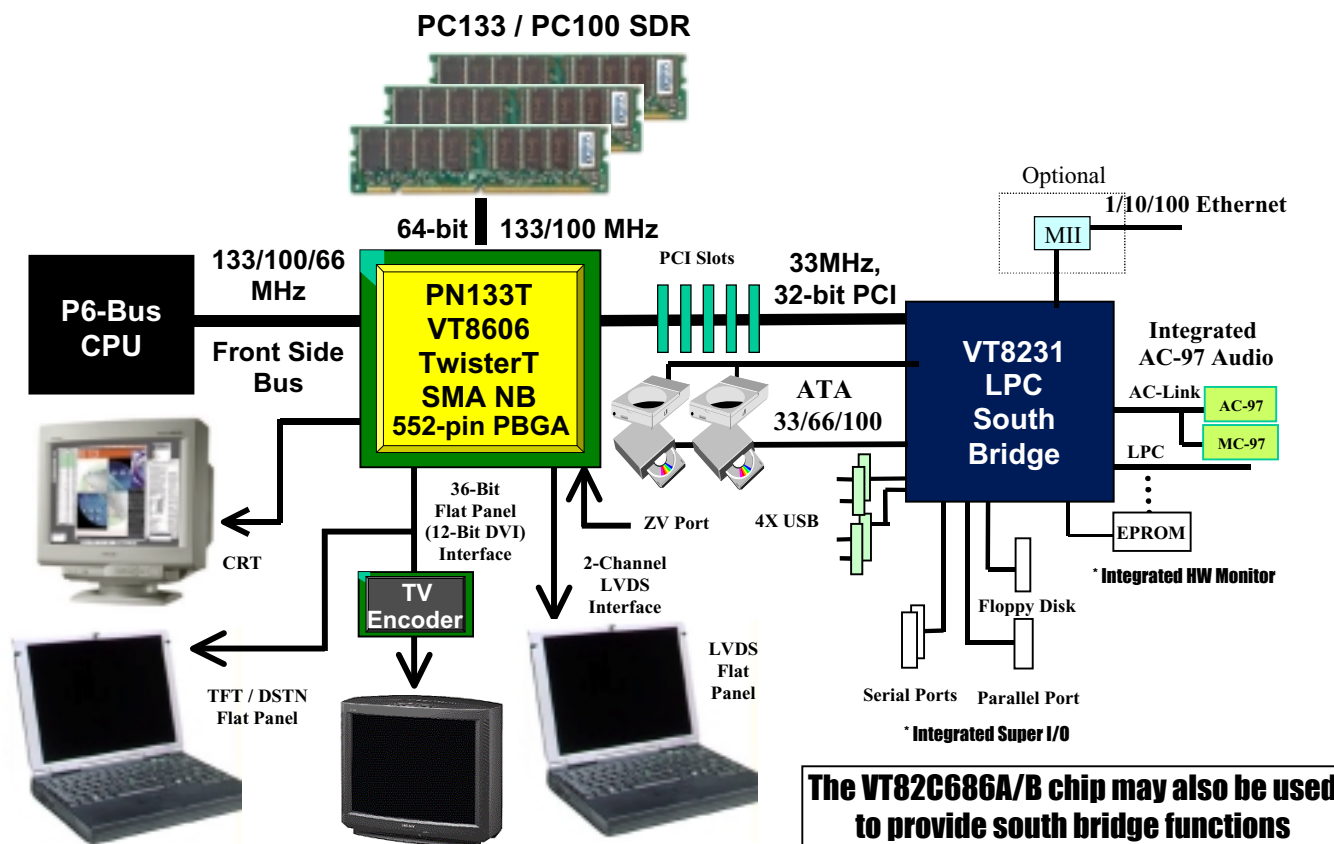 PC133 / PC100 SDR
64-bit
133/100 MHz
133/100/66
MHz
P6-Bus
CPU
Front Side
Bus
PN133T
VT8606
TwisterT
SMA NB
552-pin PBGA
PCI Slots
33MHz,
32-bit PCI
Optional
1/10/100 Ethernet
MII
VT8231
LPC
South
Bridge
Integrated
AC-97 Audio
AC-Link
AC-97
MC-97
LPC
EPROM
* Integrated HW Monitor
ATA
33/66/100
4X USB
ZV Port
36-Bit
Flat Panel
(12-Bit DVI)
Interface
CRT
2-Channel
LVDS
Interface
TV
Encoder
TFT / DSTN
Flat Panel
LVDS
Flat
Panel
Floppy Disk
Serial Ports
Parallel Port
* Integrated Super I/O
The VT82C686A/B chip may also be used
to provide south bridge functions